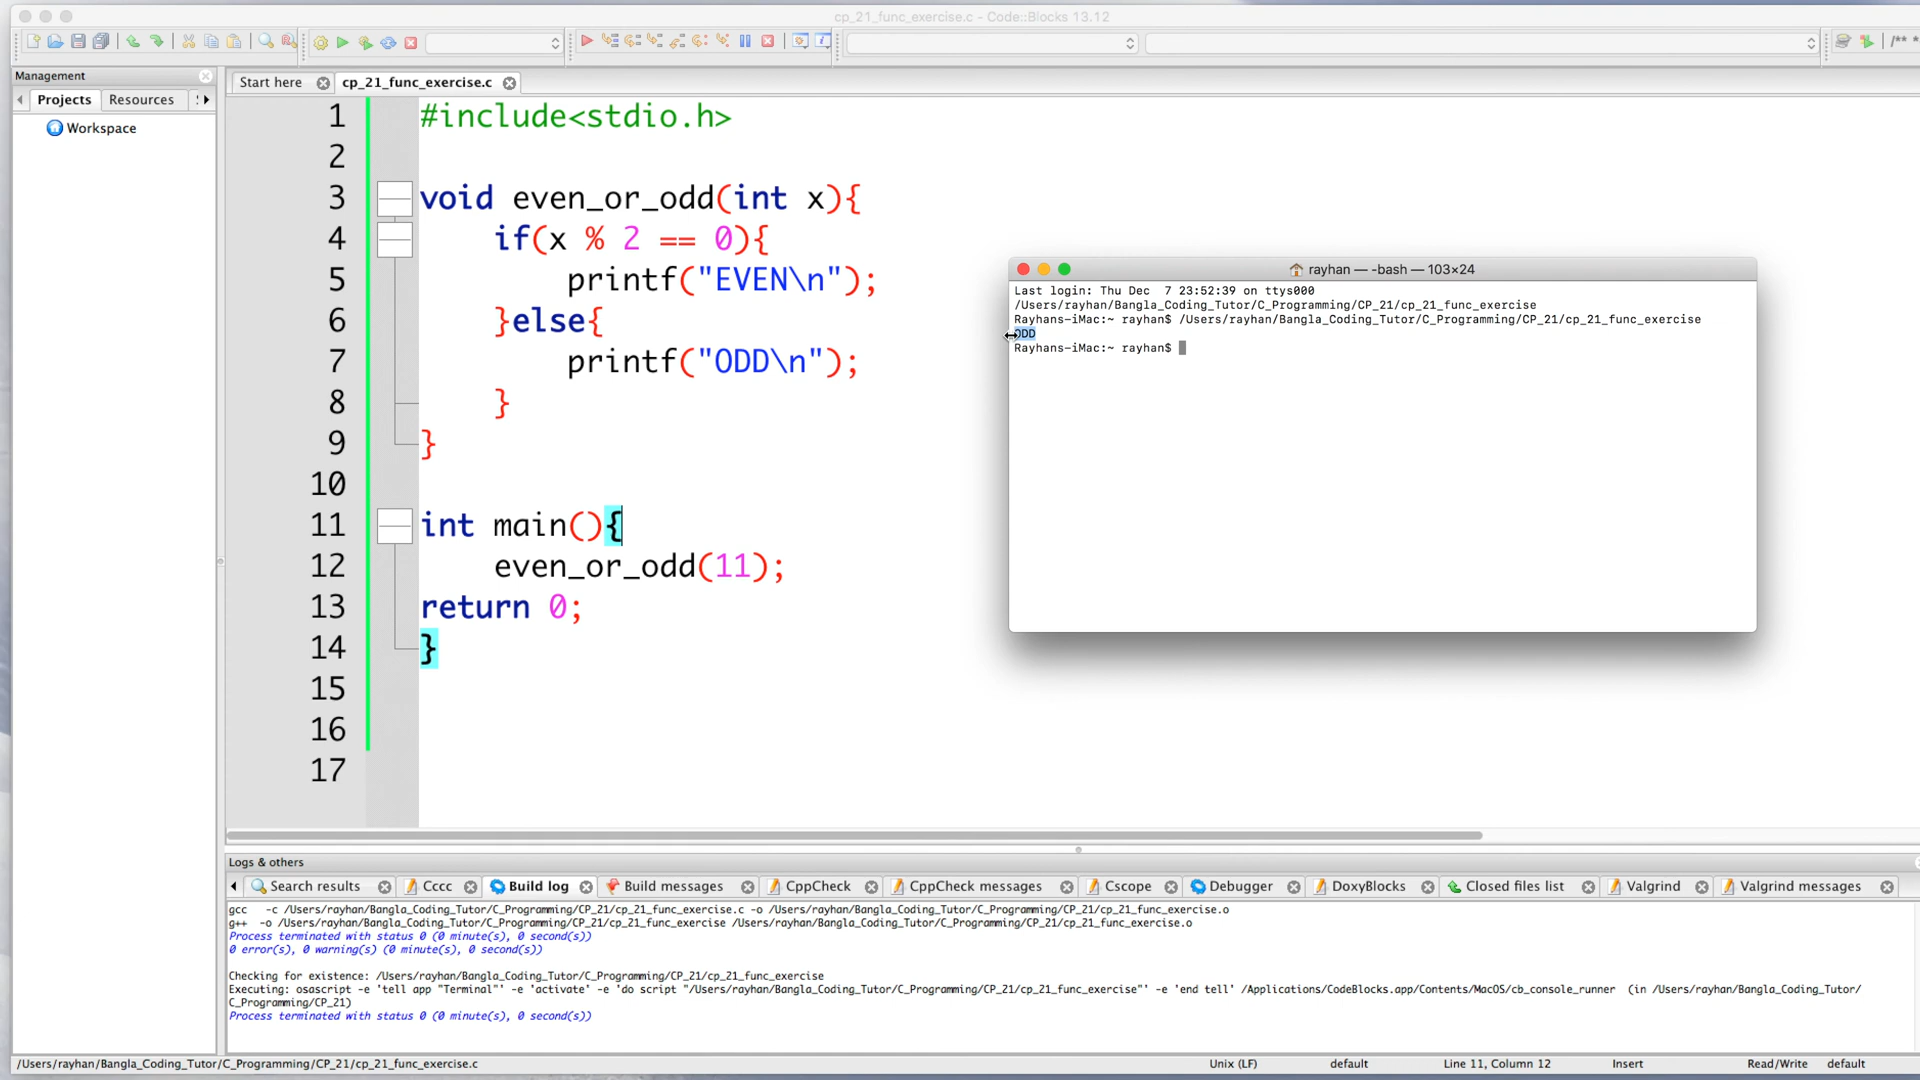 cp_21_func_exercise.c - Code::Blocks 13.12
/** *
Management
Start here cp_21_func_exercise.c
Projects Resources
Workspace
1 #include<stdio.h>
2
3 void even_or_odd(int x){
4 if(x % 2 == 0){
5 printf("EVEN\n");
6 }else{
7 printf("ODD\n");
8 }
9 }
10
11 int main(){
12 even_or_odd(11);
13 return 0;
14 }
15
16
17
rayhan — -bash — 103×24
Last login: Thu Dec  7 23:52:39 on ttys000
/Users/rayhan/Bangla_Coding_Tutor/C_Programming/CP_21/cp_21_func_exercise
Rayhans-iMac:~ rayhan$ /Users/rayhan/Bangla_Coding_Tutor/C_Programming/CP_21/cp_21_func_exercise
ODD
Rayhans-iMac:~ rayhan$
Logs & others
Search results Cccc Build log Build messages CppCheck CppCheck messages Cscope Debugger DoxyBlocks Closed files list Valgrind Valgrind messages
gcc -c /Users/rayhan/Bangla_Coding_Tutor/C_Programming/CP_21/cp_21_func_exercise.c -o /Users/rayhan/Bangla_Coding_Tutor/C_Programming/CP_21/cp_21_func_exercise.o
g++ -o /Users/rayhan/Bangla_Coding_Tutor/C_Programming/CP_21/cp_21_func_exercise /Users/rayhan/Bangla_Coding_Tutor/C_Programming/CP_21/cp_21_func_exercise.o
Process terminated with status 0 (0 minute(s), 0 second(s))
0 error(s), 0 warning(s) (0 minute(s), 0 second(s))
Checking for existence: /Users/rayhan/Bangla_Coding_Tutor/C_Programming/CP_21/cp_21_func_exercise
Executing: osascript -e 'tell app "Terminal"' -e 'activate' -e 'do script "/Users/rayhan/Bangla_Coding_Tutor/C_Programming/CP_21/cp_21_func_exercise"' -e 'end tell' /Applications/CodeBlocks.app/Contents/MacOS/cb_console_runner (in /Users/rayhan/Bangla_Coding_Tutor/
C_Programming/CP_21)
Process terminated with status 0 (0 minute(s), 0 second(s))
/Users/rayhan/Bangla_Coding_Tutor/C_Programming/CP_21/cp_21_func_exercise.c Unix (LF) default Line 11, Column 12 Insert Read/Write default